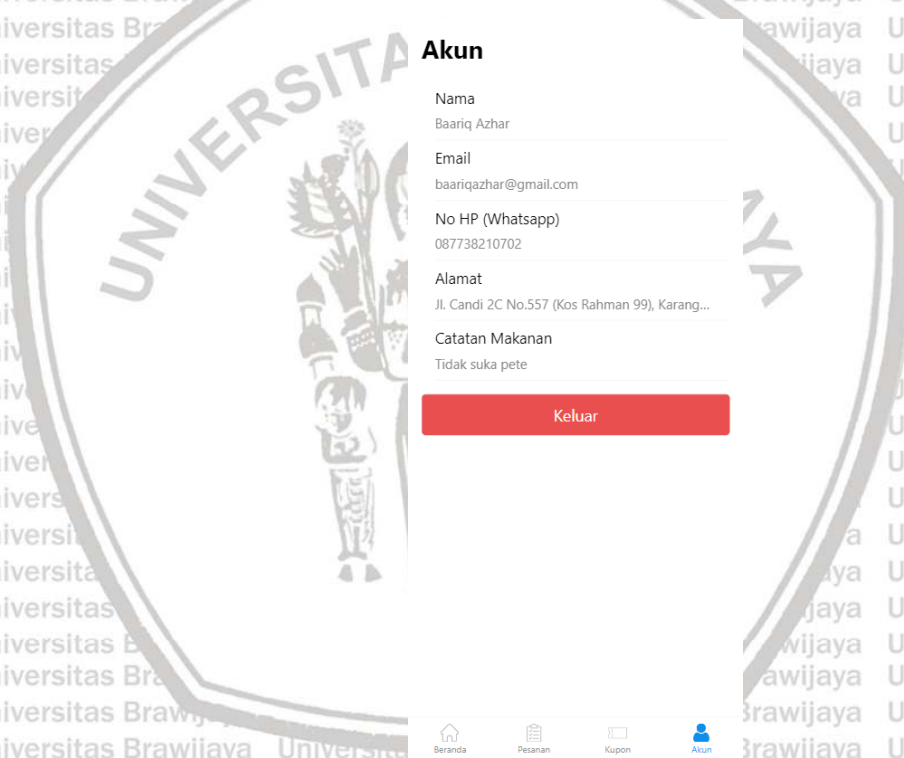 Akun
Nama
Baariq Azhar
Email
baariqazhar@gmail.com
No HP (Whatsapp)
087738210702
Alamat
Jl. Candi 2C No.557 (Kos Rahman 99), Karang...
Catatan Makanan
Tidak suka pete
Keluar
Beranda
Pesanan
Kupon
Akun